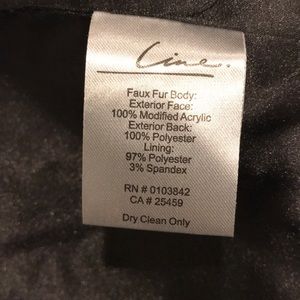 Line.
Faux Fur Body:
Exterior Face:
100% Modified Acrylic
Exterior Back:
100% Polyester
Lining:
97% Polyester
3% Spandex
RN # 0103842
CA # 25459
Dry Clean Only